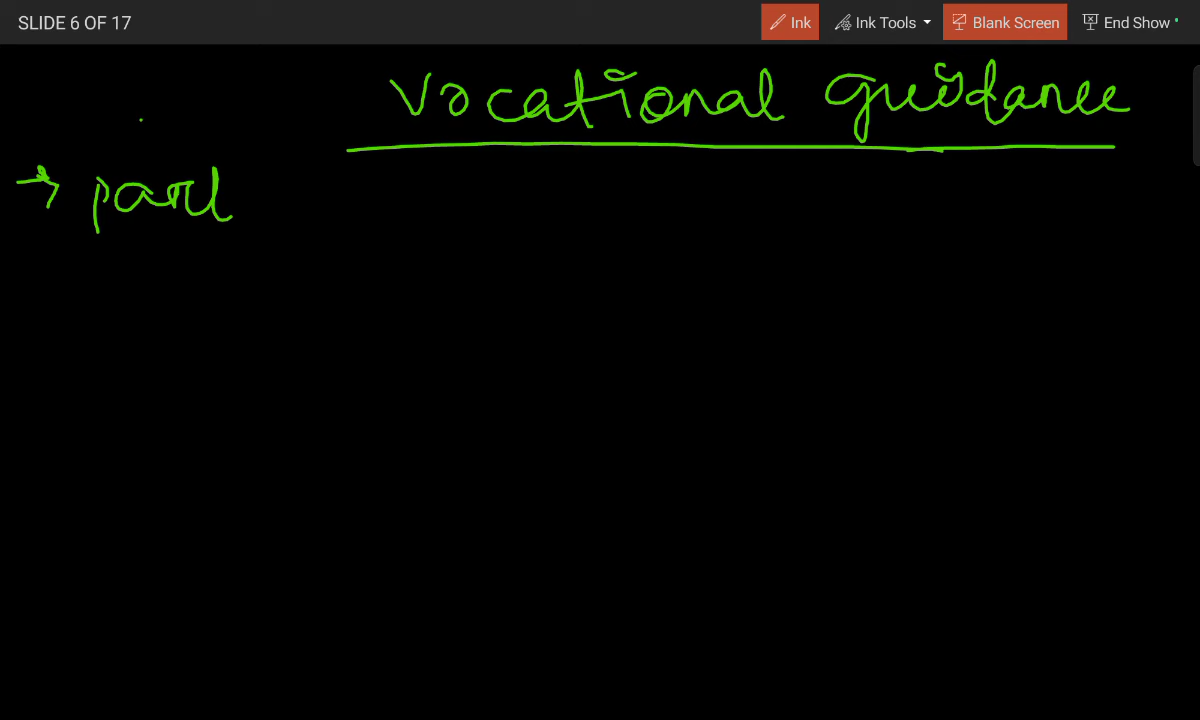 SLIDE 6 OF 17 Ink Ink Tools Blank Screen End Show
Vocational guidance
→